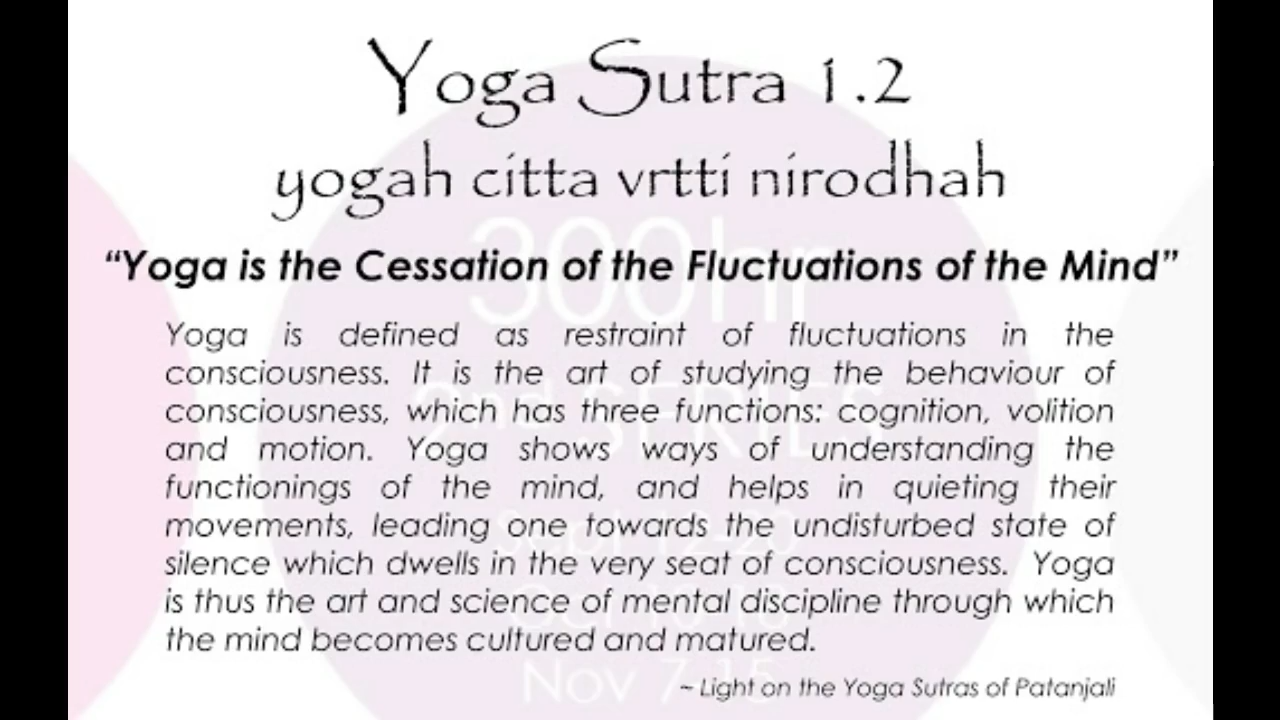 Yoga Sutra 1.2
yogah citta vrtti nirodhah
“Yoga is the Cessation of the Fluctuations of the Mind”
Yoga is defined as restraint of fluctuations in the
consciousness. It is the art of studying the behaviour of
consciousness, which has three functions: cognition, volition
and motion. Yoga shows ways of understanding the
functionings of the mind, and helps in quieting their
movements, leading one towards the undisturbed state of
silence which dwells in the very seat of consciousness. Yoga
is thus the art and science of mental discipline through which
the mind becomes cultured and matured.
~ Light on the Yoga Sutras of Patanjali
300hr
2nd SERIES
Nov 7-15